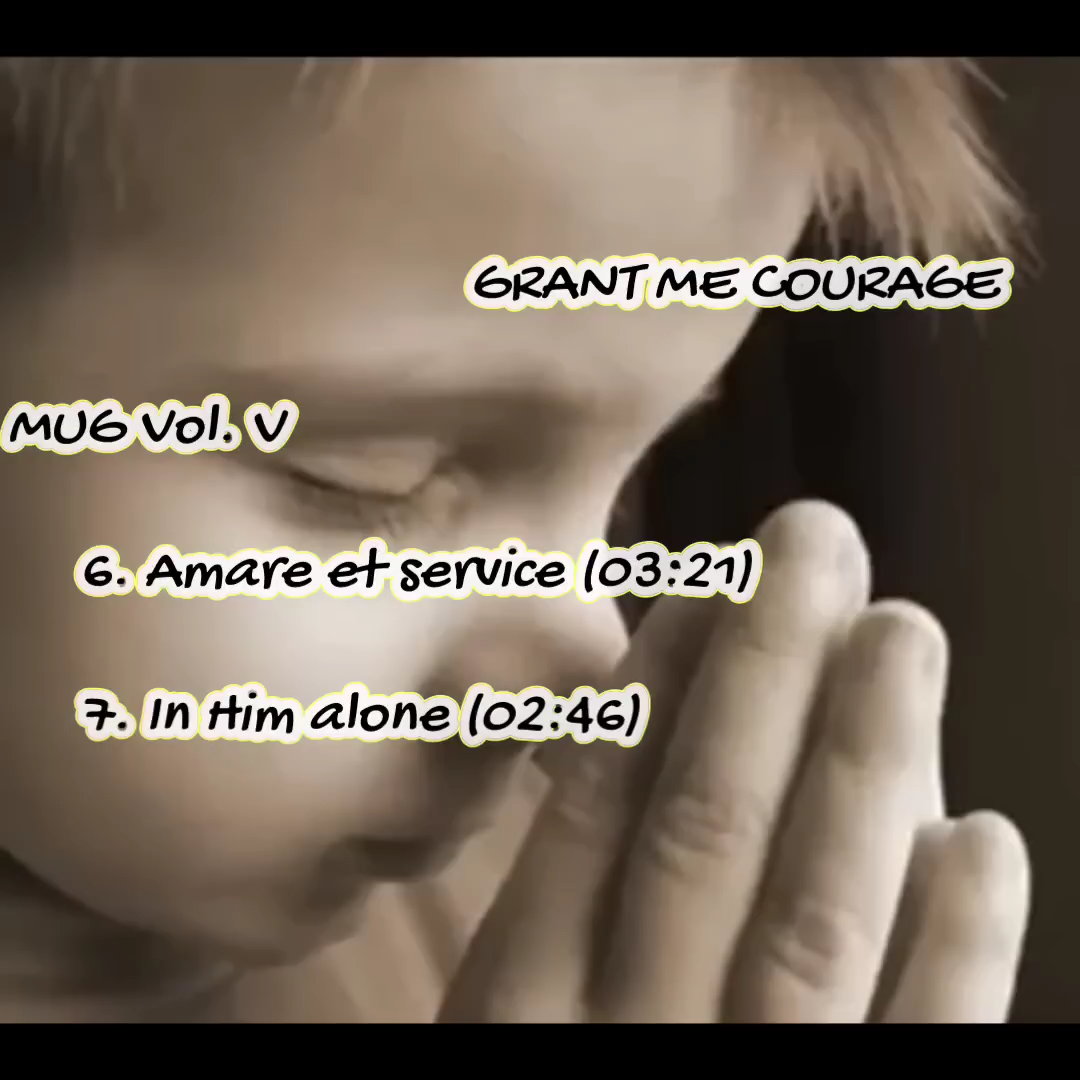 GRANT ME COURAGE
MUG Vol. V
6. Amare et service (03:21)
7. In Him alone (02:46)